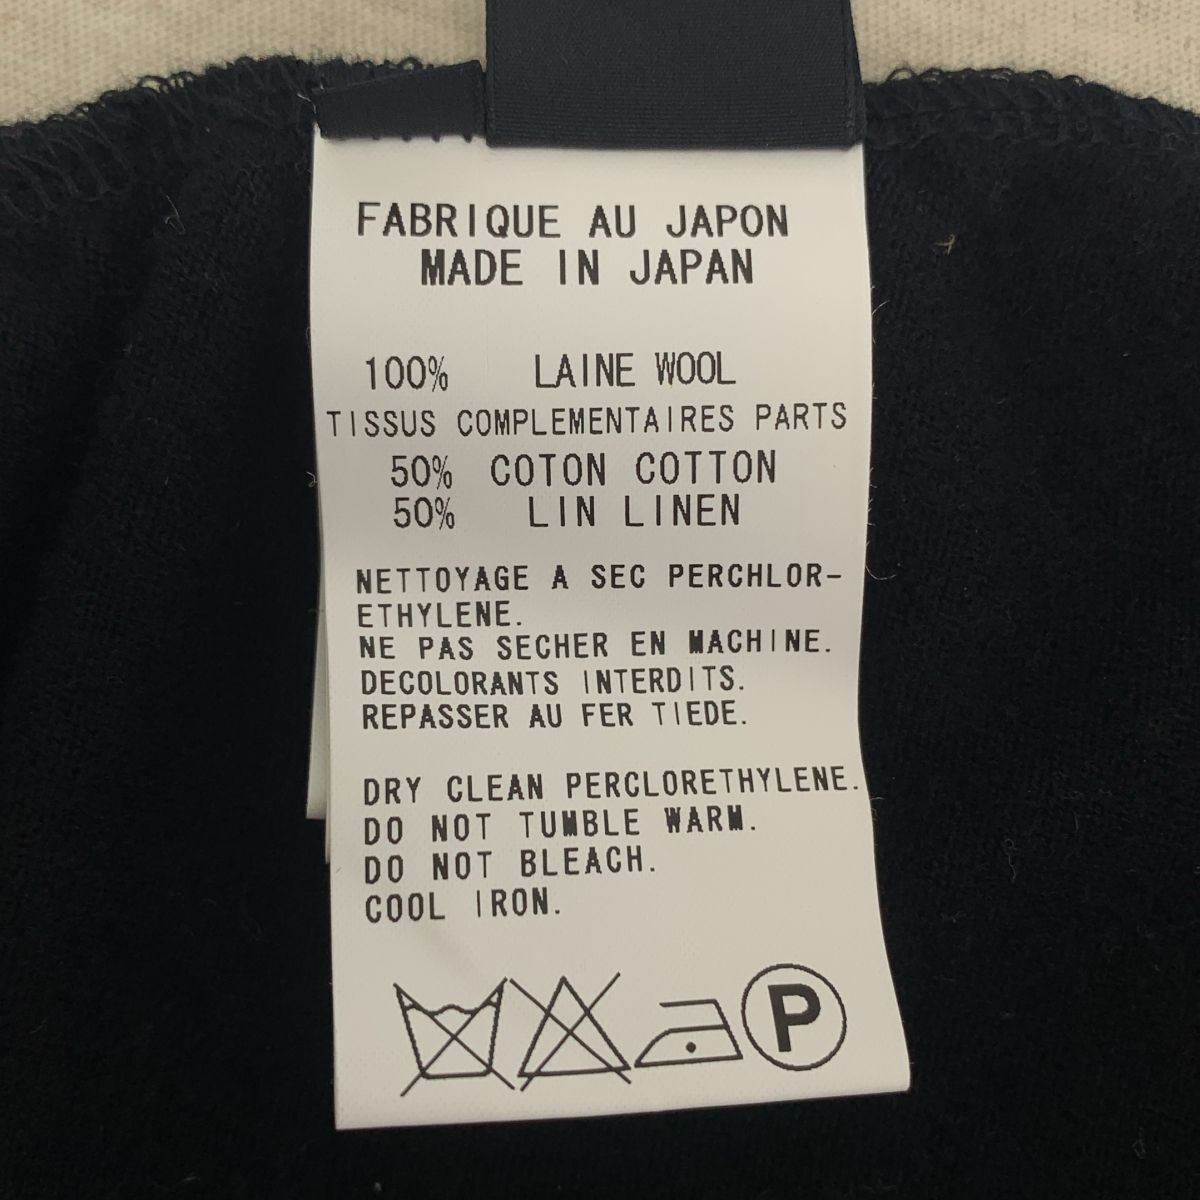 FABRIQUE AU JAPON
MADE IN JAPAN
100% LAINE WOOL
TISSUS COMPLEMENTAIRES PARTS
50% COTON COTTON
50% LIN LINEN
NETTOYAGE A SEC PERCHLOR-
ETHYLENE.
NE PAS SECHER EN MACHINE.
DECOLORANTS INTERDITS.
REPASSER AU FER TIEDE.
DRY CLEAN PERCLORETHYLENE.
DO NOT TUMBLE WARM.
DO NOT BLEACH.
COOL IRON.
P